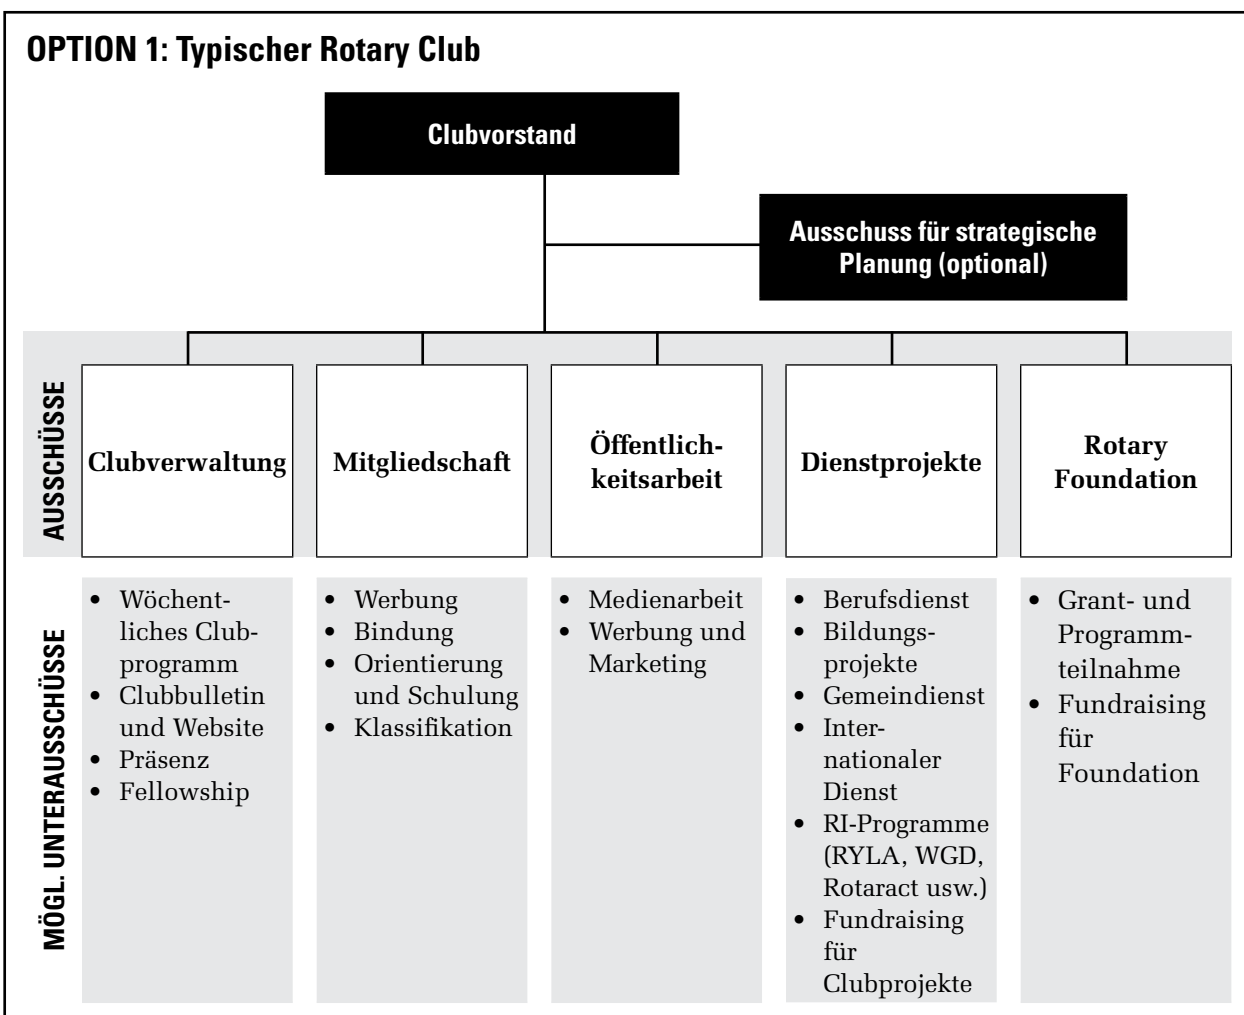 OPTION 1: Typischer Rotary Club
Clubvorstand
Ausschuss für strategische
Planung (optional)
AUSSCHÜSSE
Clubverwaltung
Mitgliedschaft
Öffentlich-
keitsarbeit
Dienstprojekte
Rotary
Foundation
MÖGL. UNTERAUSSCHÜSSE
• Wöchent-
liches Club-
programm
• Clubbulletin
und Website
• Präsenz
• Fellowship
• Werbung
• Bindung
• Orientierung
und Schulung
• Klassifikation
• Medienarbeit
• Werbung und
Marketing
• Berufsdienst
• Bildungs-
projekte
• Gemeindienst
• Inter-
nationaler
Dienst
• RI-Programme
(RYLA, WGD,
Rotaract usw.)
• Fundraising
für
Clubprojekte
• Grant- und
Programm-
teilnahme
• Fundraising
für
Foundation